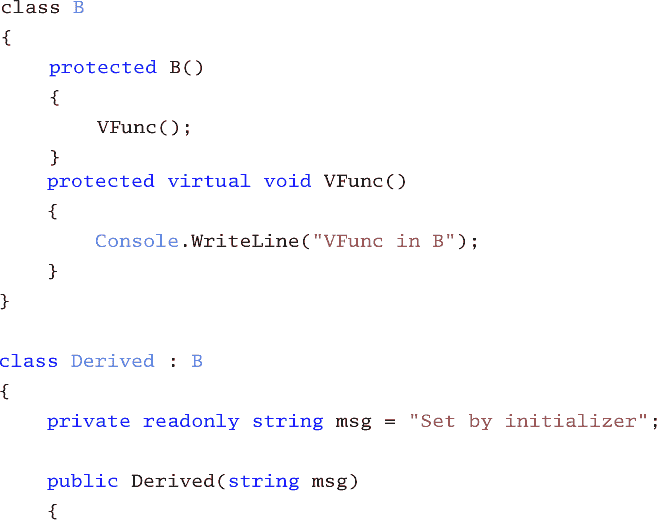 class B
{
    protected B()
    {
        VFunc();
    }
    protected virtual void VFunc()
    {
        Console.WriteLine("VFunc in B");
    }
}

class Derived : B
{
    private readonly string msg = "Set by initializer";

    public Derived(string msg)
    {